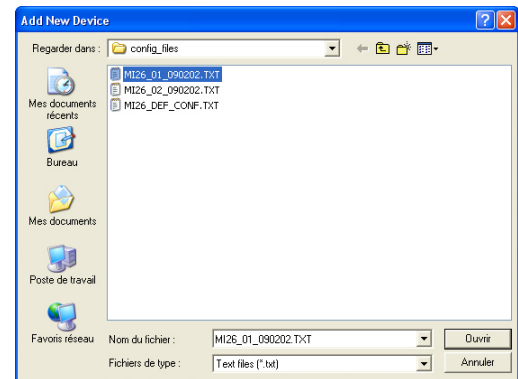 Add New Device
Regarder dans :
config_files
MI26_01_090202.TXT
MI26_02_090202.TXT
MI26_DEF_CONF.TXT
Mes documents
récents
Bureau
Mes documents
Poste de travail
Favoris réseau
Nom du fichier :
MI26_01_090202.TXT
Ouvrir
Fichiers de type :
Text files (*.txt)
Annuler